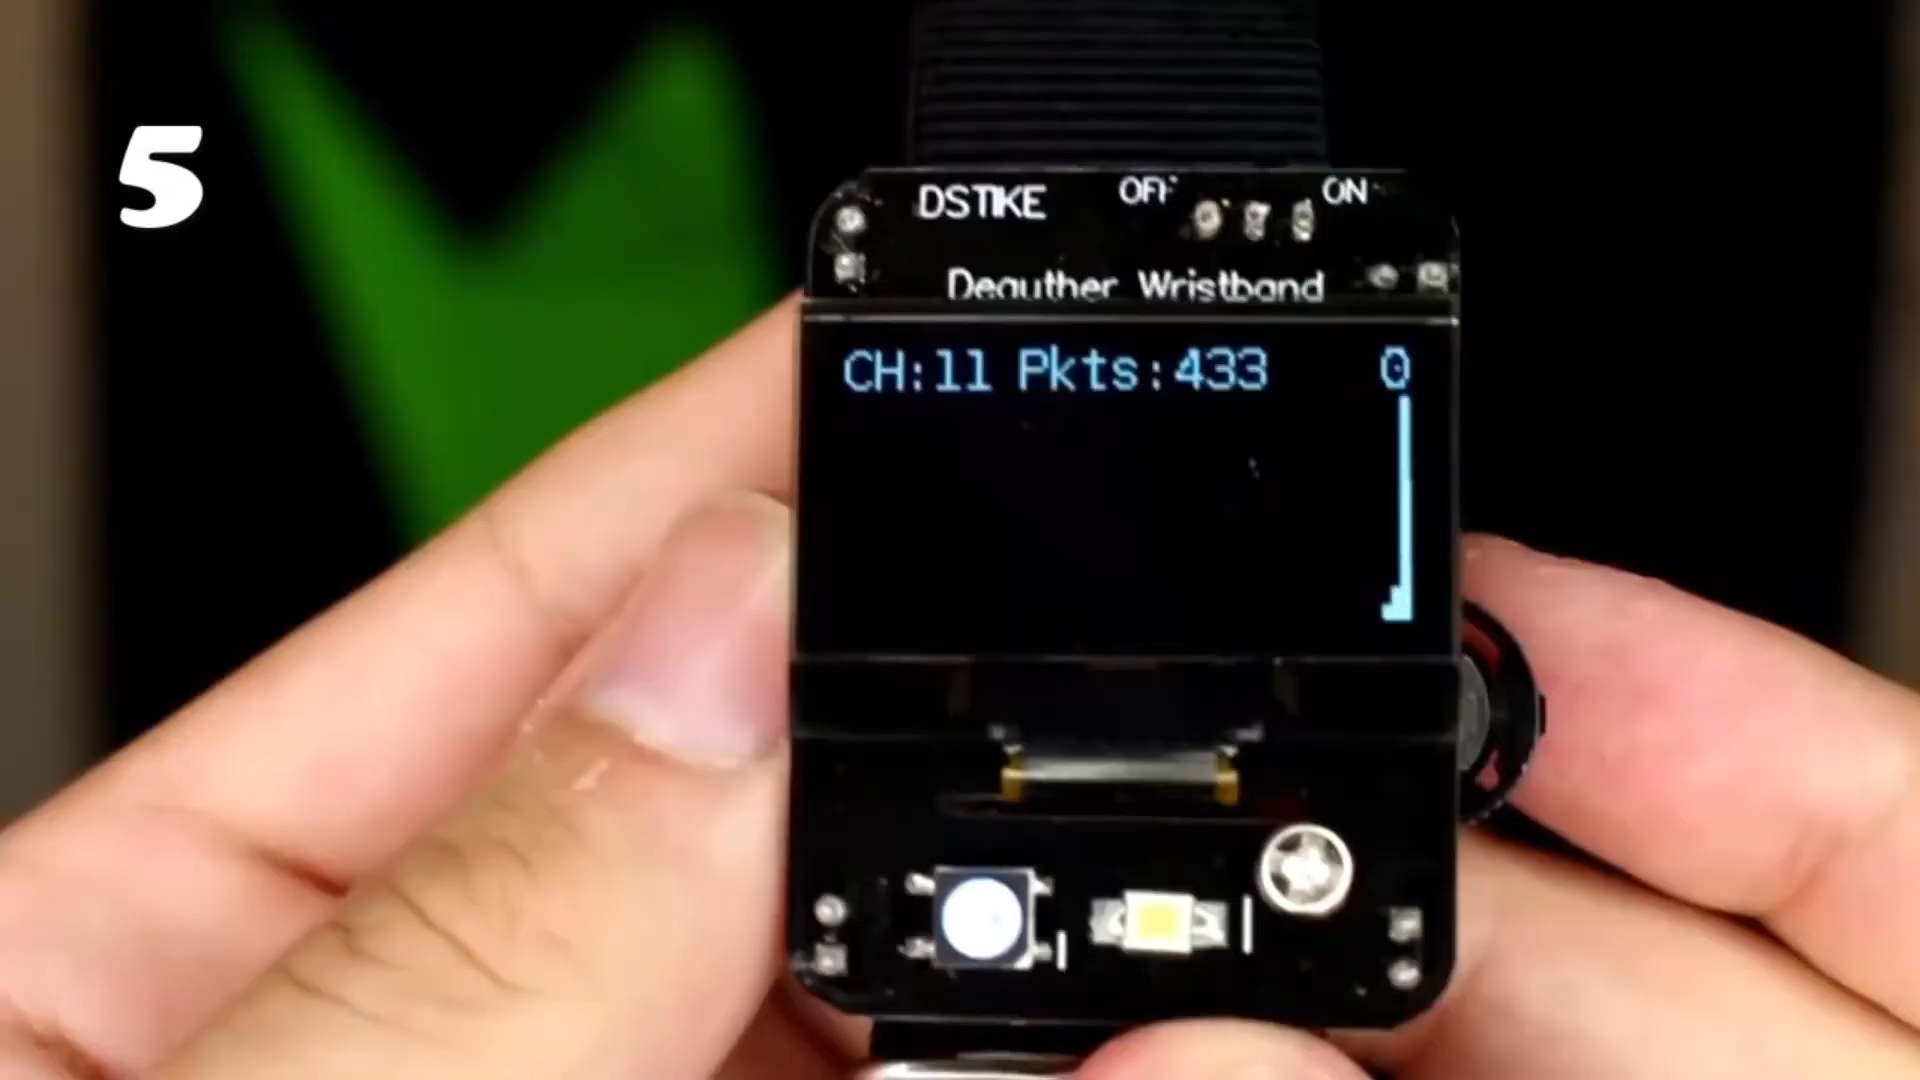 5
DSTIKE OFF ON
Deauther Wristband
CH:11 Pkts:433 0